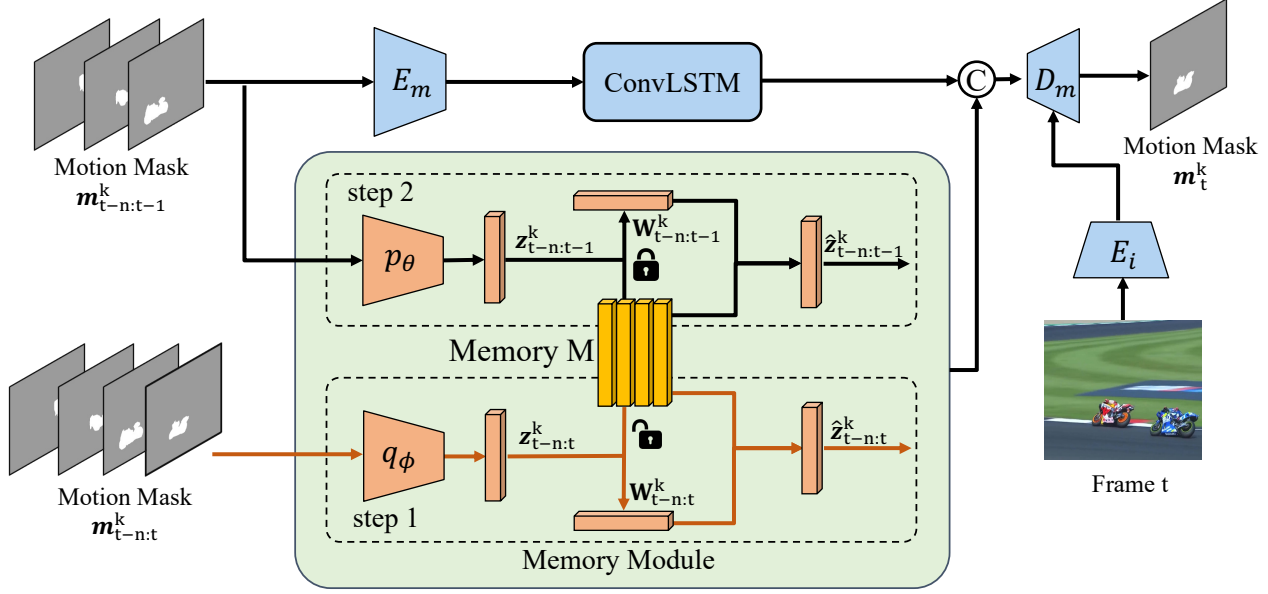 E_m
ConvLSTM
C
D_m
Motion Mask
m^k_{t−n:t−1}
Motion Mask
m^k_t
step 2
p_θ
z^k_{t−n:t−1}
W^k_{t−n:t−1}
ẑ^k_{t−n:t−1}
E_i
Memory M
q_ϕ
z^k_{t−n:t}
W^k_{t−n:t}
ẑ^k_{t−n:t}
step 1
Motion Mask
m^k_{t−n:t}
Memory Module
Frame t